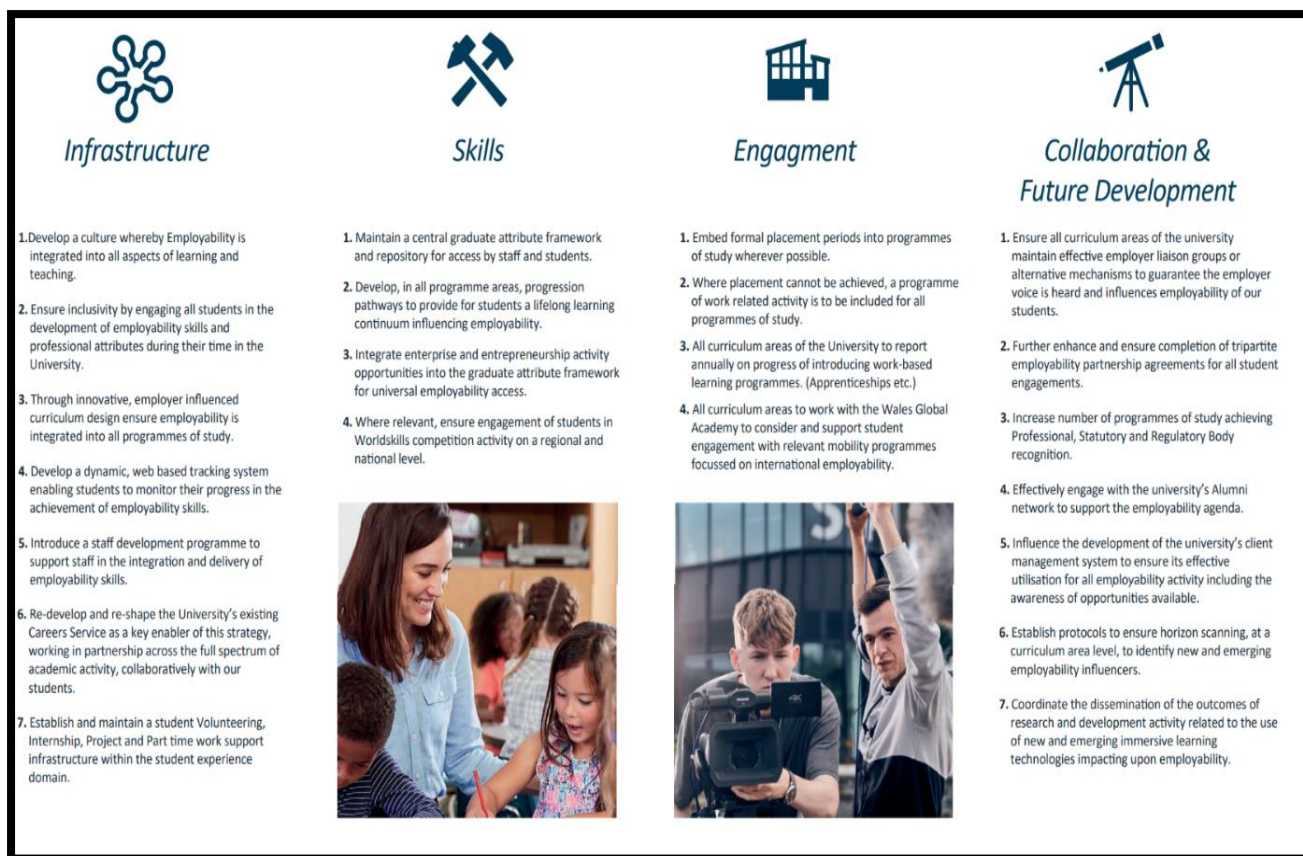 Infrastructure
1.Develop a culture whereby Employability is
integrated into all aspects of learning and
teaching.
2. Ensure inclusivity by engaging all students in the
development of employability skills and
professional attributes during their time in the
University.
3. Through innovative, employer influenced
curriculum design ensure employability is
integrated into all programmes of study.
4. Develop a dynamic, web based tracking system
enabling students to monitor their progress in the
achievement of employability skills.
5. Introduce a staff development programme to
support staff in the integration and delivery of
employability skills.
6. Re-develop and re-shape the University's existing
Careers Service as a key enabler of this strategy,
working in partnership across the full spectrum of
academic activity, collaboratively with our
students.
7. Establish and maintain a student Volunteering,
Internship, Project and Part time work support
infrastructure within the student experience
domain.
Skills
1. Maintain a central graduate attribute framework
and repository for access by staff and students.
2. Develop, in all programme areas, progression
pathways to provide for students a lifelong learning
continuum influencing employability.
3. Integrate enterprise and entrepreneurship activity
opportunities into the graduate attribute framework
for universal employability access.
4. Where relevant, ensure engagement of students in
Worldskills competition activity on a regional and
national level.
Engagment
1. Embed formal placement periods into programmes
of study wherever possible.
2. Where placement cannot be achieved, a programme
of work related activity is to be included for all
programmes of study.
3. All curriculum areas of the University to report
annually on progress of introducing work-based
learning programmes. (Apprenticeships etc.)
4. All curriculum areas to work with the Wales Global
Academy to consider and support student
engagement with relevant mobility programmes
focussed on international employability.
S
4K
Collaboration &
Future Development
1. Ensure all curriculum areas of the university
maintain effective employer liaison groups or
alternative mechanisms to guarantee the employer
voice is heard and influences employability of our
students.
2. Further enhance and ensure completion of tripartite
employability partnership agreements for all student
engagements.
3. Increase number of programmes of study achieving
Professional, Statutory and Regulatory Body
recognition.
4. Effectively engage with the university's Alumni
network to support the employability agenda.
5. Influence the development of the university's client
management system to ensure its effective
utilisation for all employability activity including the
awareness of opportunities available.
6. Establish protocols to ensure horizon scanning, at a
curriculum area level, to identify new and emerging
employability influencers.
7. Coordinate the dissemination of the outcomes of
research and development activity related to the use
of new and emerging immersive learning
technologies impacting upon employability.